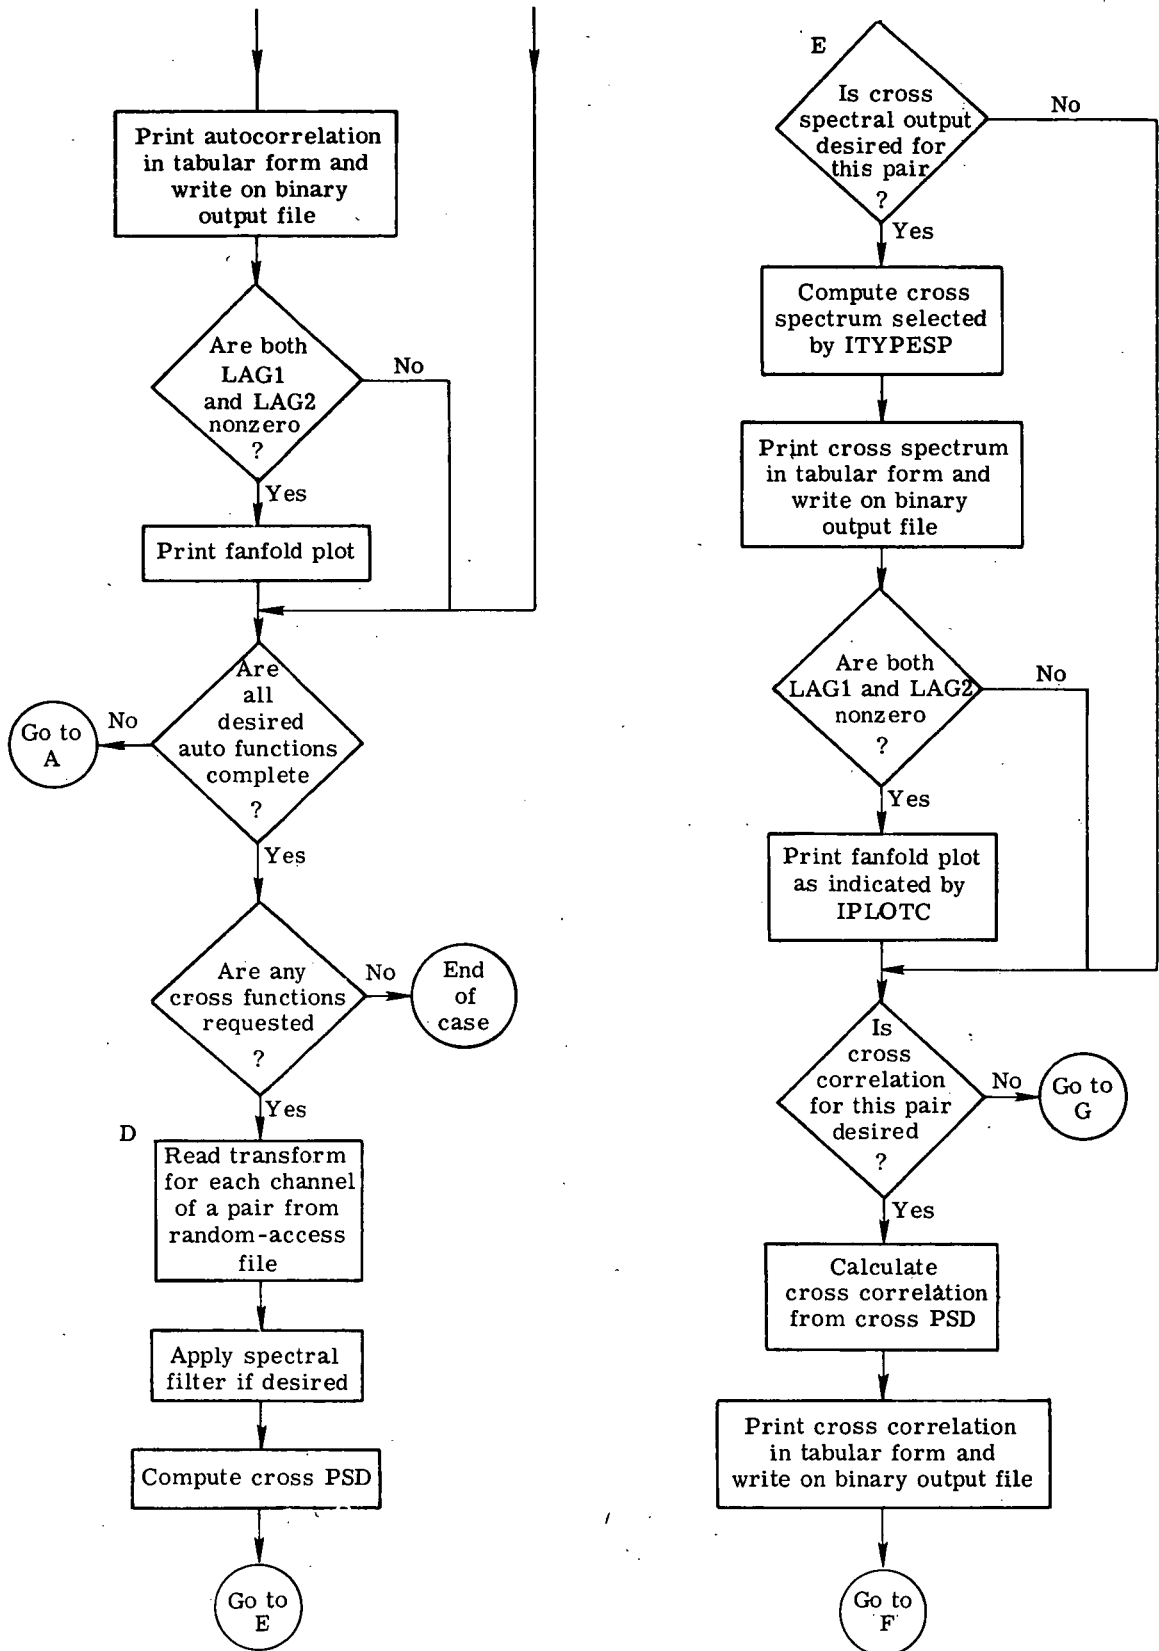 Print autocorrelation
in tabular form and
write on binary
output file
Are both
LAG1
and LAG2
nonzero
?
No
Yes
Print fanfold plot
Are
all
desired
auto functions
complete
?
No
Go to
A
Yes
Are any
cross functions
requested
?
No
End
of
case
Yes
D
Read transform
for each channel
of a pair from
random-access
file
Apply spectral
filter if desired
Compute cross PSD
Go to
E
E
Is cross
spectral output
desired for
this pair
?
No
Yes
Compute cross
spectrum selected
by ITYPESP
Print cross spectrum
in tabular form and
write on binary
output file
Are both
LAG1 and LAG2
nonzero
?
No
Yes
Print fanfold plot
as indicated by
IPLOTC
Is
cross
correlation
for this pair
desired
?
No
Go to
G
Yes
Calculate
cross correlation
from cross PSD
Print cross correlation
in tabular form and
write on binary output file
Go to
F